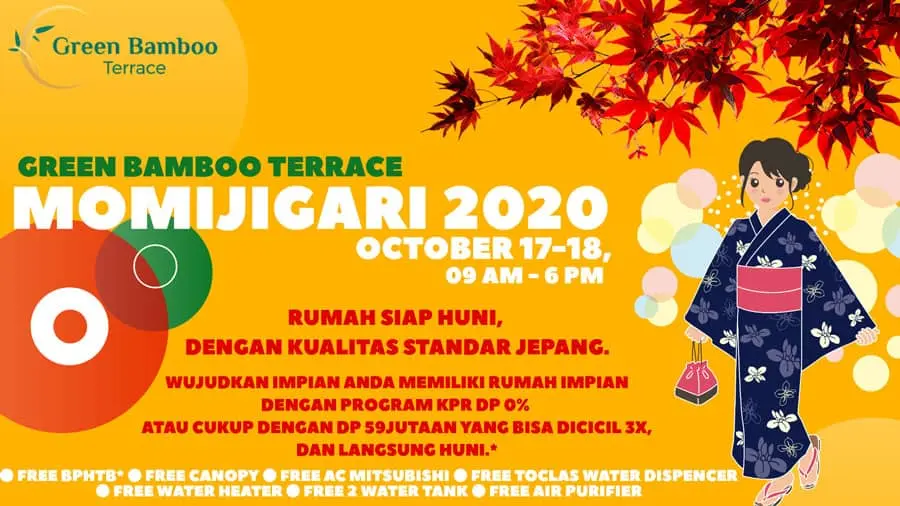 Green Bamboo
Terrace
GREEN BAMBOO TERRACE
MOMIJIGARI 2020
OCTOBER 17-18,
09 AM - 6 PM
RUMAH SIAP HUNI,
DENGAN KUALITAS STANDAR JEPANG.
WUJUDKAN IMPIAN ANDA MEMILIKI RUMAH IMPIAN
DENGAN PROGRAM KPR DP 0%
ATAU CUKUP DENGAN DP 59JUTAAN YANG BISA DICICIL 3X,
DAN LANGSUNG HUNI.*
● FREE BPHTB* ● FREE CANOPY ● FREE AC MITSUBISHI ● FREE TOCLAS WATER DISPENCER
● FREE WATER HEATER ● FREE 2 WATER TANK ● FREE AIR PURIFIER